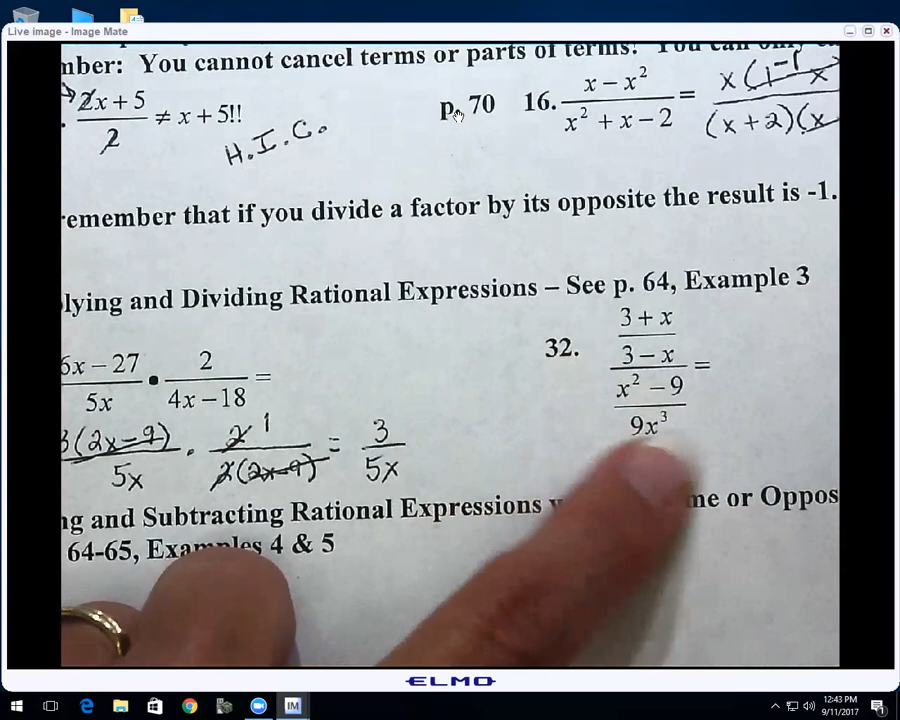 Live image - Image Mate
mber: You cannot cancel terms or parts of terms! You can only
2x + 5 / 2 ≠ x + 5!!
H.I.C.
p. 70 16. x − x² / x² + x − 2 = x(1 − x / (x + 2)(x
-1
emember that if you divide a factor by its opposite the result is -1.
lying and Dividing Rational Expressions – See p. 64, Example 3
6x − 27 / 5x • 2 / 4x − 18 =
32. 3 + x / 3 − x / x² − 9 / 9x³ =
3(2x−9) / 5x · 2 1 / 2(2x−9) = 3 / 5x
ng and Subtracting Rational Expressions me or Oppos
64-65, Examples 4 & 5
ELMO
IM
12:43 PM
9/11/2017
1